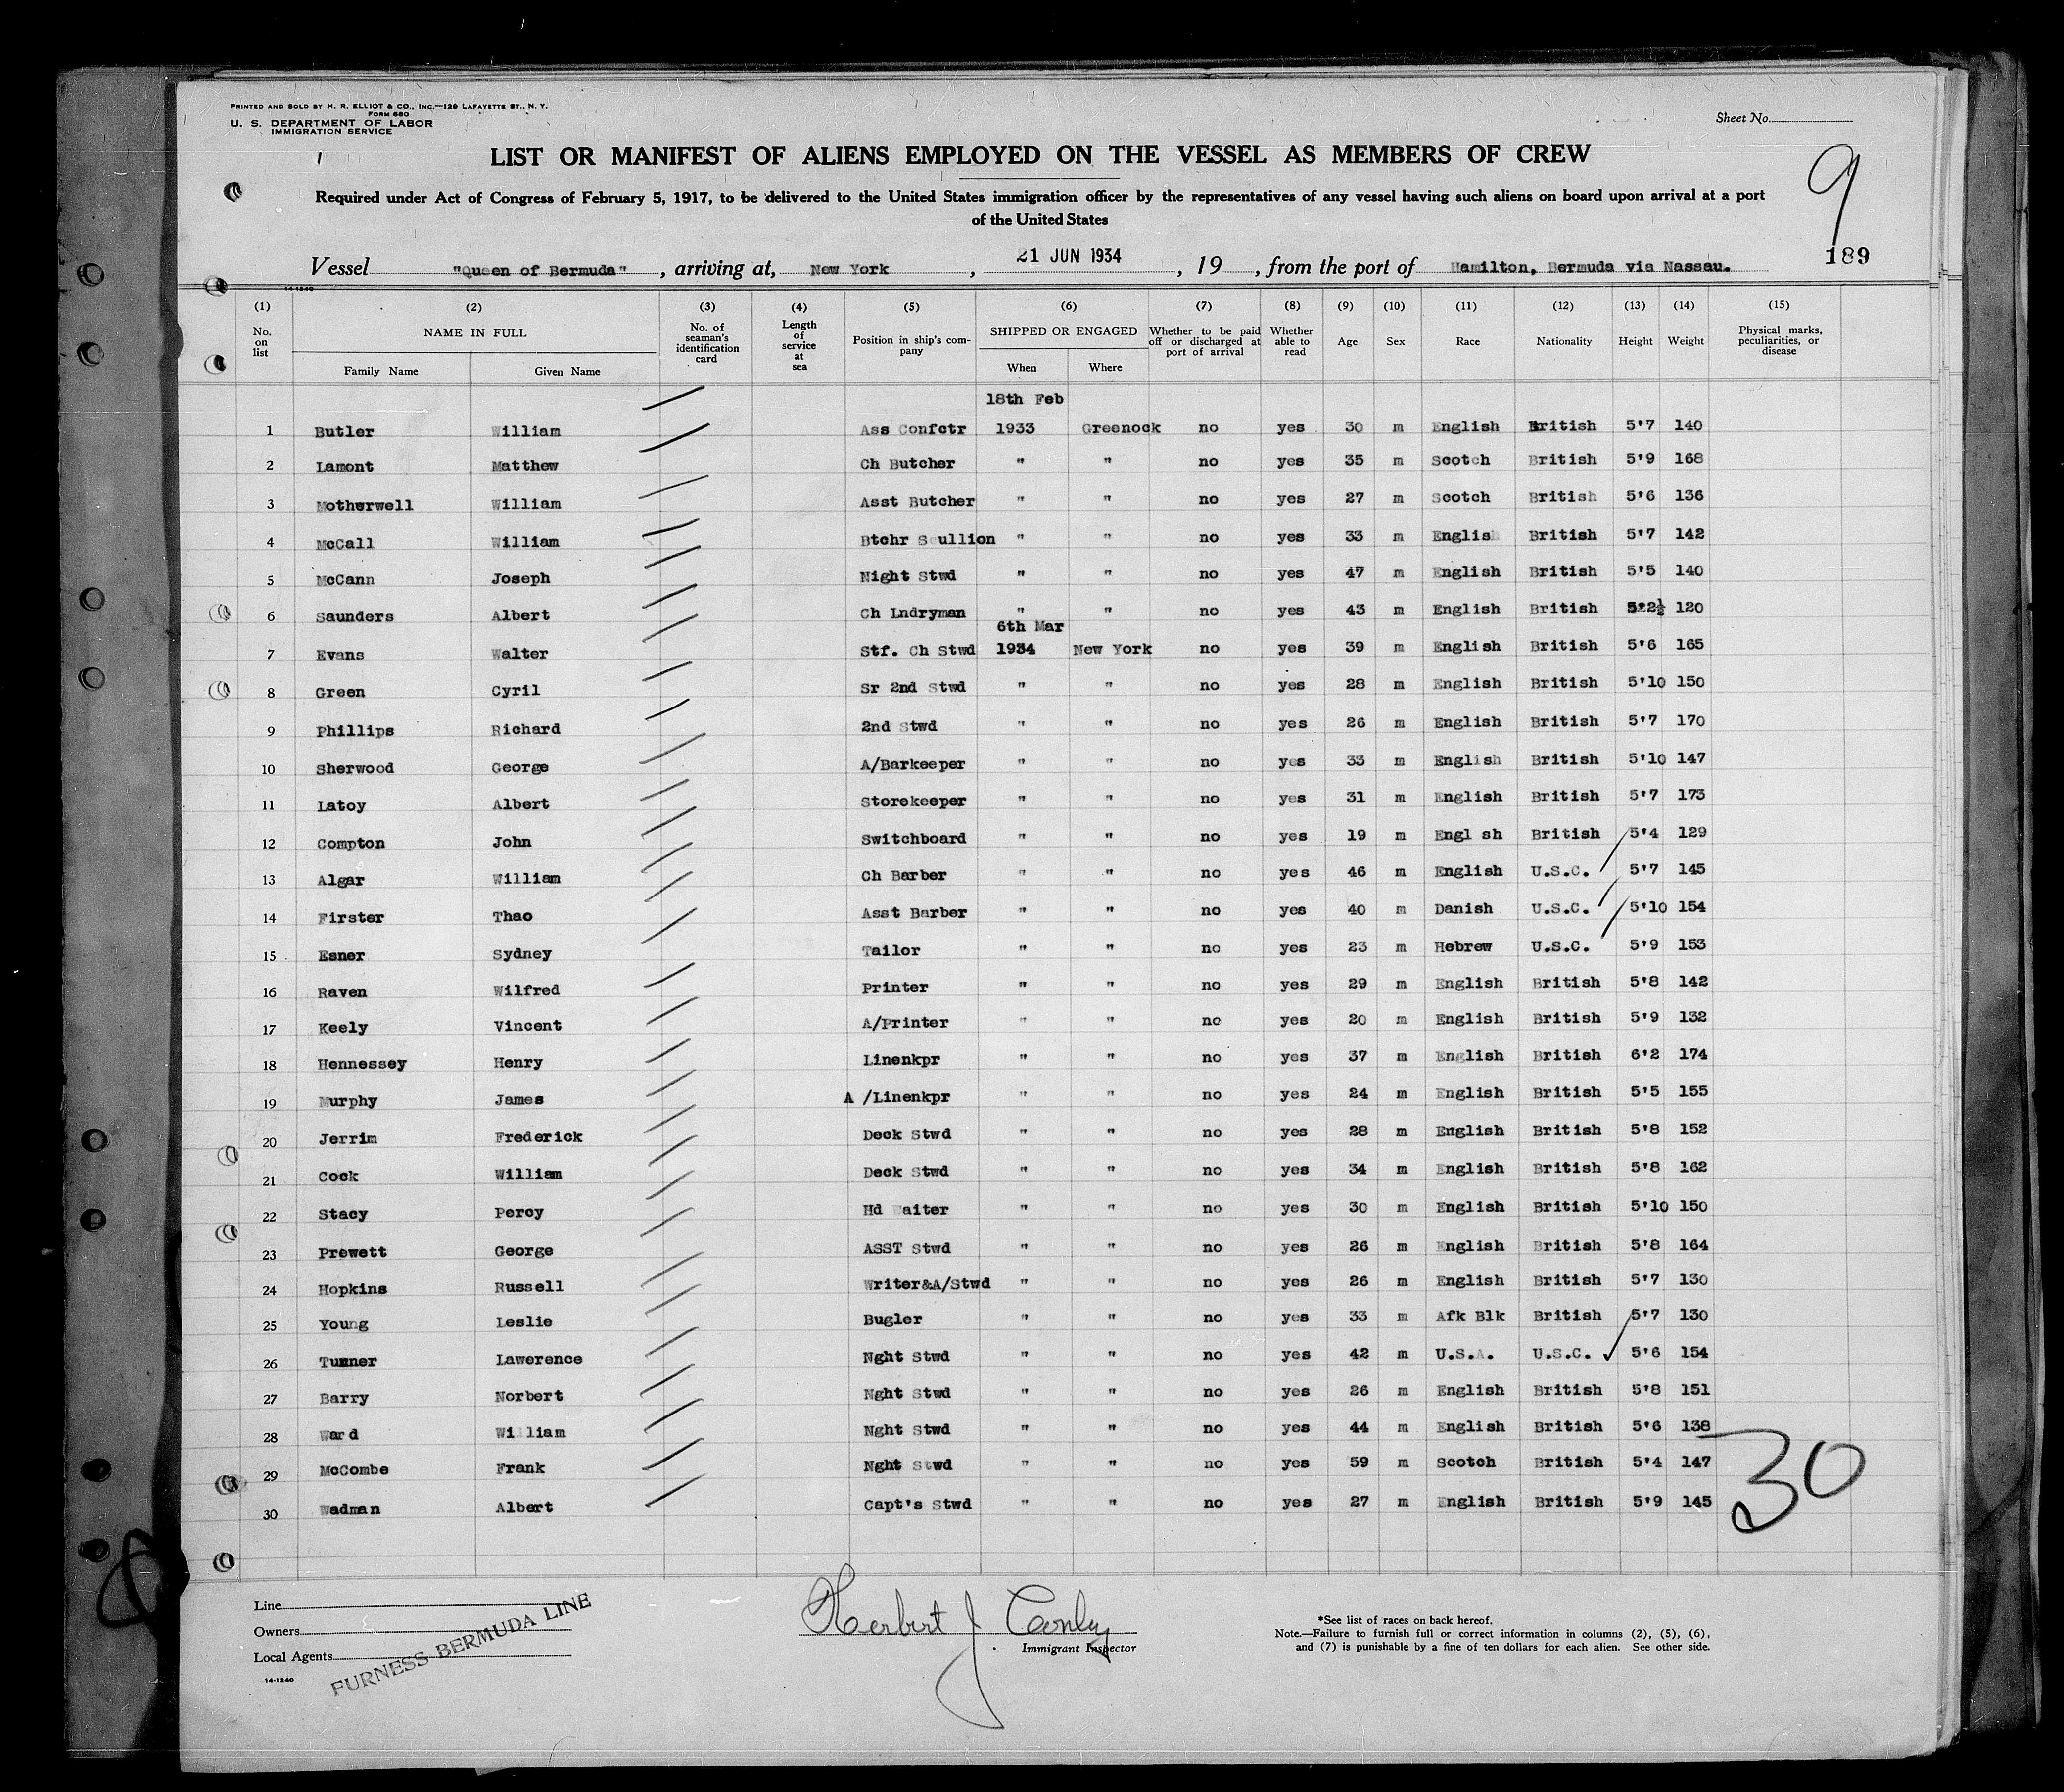 PRINTED AND SOLD BY H. R. ELLIOT & CO., INC.—129 LAFAYETTE ST., N. Y.
FORM 680
U. S. DEPARTMENT OF LABOR
IMMIGRATION SERVICE
Sheet No.
LIST OR MANIFEST OF ALIENS EMPLOYED ON THE VESSEL AS MEMBERS OF CREW
9
Required under Act of Congress of February 5, 1917, to be delivered to the United States immigration officer by the representatives of any vessel having such aliens on board upon arrival at a port
of the United States
189
Vessel "Queen of Bermuda", arriving at, New York, 21 JUN 1934, 19, from the port of Hamilton, Bermuda via Nassau.
14-1240
(1) (2) (3) (4) (5) (6) (7) (8) (9) (10) (11) (12) (13) (14) (15)
No. on list NAME IN FULL Family Name Given Name No. of seaman's identification card Length of service at sea Position in ship's company SHIPPED OR ENGAGED When Where Whether to be paid off or discharged at port of arrival Whether able to read Age Sex Race Nationality Height Weight Physical marks, peculiarities, or disease
18th Feb
1 Butler William Ass Confctr 1933 Greenock no yes 30 m English British 5'7 140
2 Lamont Matthew Ch Butcher " " no yes 35 m Scotch British 5'9 168
3 Motherwell William Asst Butcher " " no yes 27 m Scotch British 5'6 136
4 McCall William Btchr Scullion " " no yes 33 m English British 5'7 142
5 McCann Joseph Night Stwd " " no yes 47 m English British 5'5 140
6 Saunders Albert Ch Lndryman " " no yes 43 m English British 5'2½ 120
6th Mar
7 Evans Walter Stf. Ch Stwd 1934 New York no yes 39 m English British 5'6 165
8 Green Cyril Sr 2nd Stwd " " no yes 28 m English British 5'10 150
9 Phillips Richard 2nd Stwd " " no yes 26 m English British 5'7 170
10 Sherwood George A/Barkeeper " " no yes 33 m English British 5'10 147
11 Latoy Albert Storekeeper " " no yes 31 m English British 5'7 173
12 Compton John Switchboard " " no yes 19 m Engl sh British 5'4 129
13 Algar William Ch Barber " " no yes 46 m English U.S.C. 5'7 145
14 Firster Thao Asst Barber " " no yes 40 m Danish U.S.C. 5'10 154
15 Esner Sydney Tailor " " no yes 23 m Hebrew U.S.C. 5'9 153
16 Raven Wilfred Printer " " no yes 29 m English British 5'8 142
17 Keely Vincent A/Printer " " no yes 20 m English British 5'9 132
18 Hennessey Henry Linenkpr " " no yes 37 m English British 6'2 174
19 Murphy James A /Linenkpr " " no yes 24 m English British 5'5 155
20 Jerrim Frederick Deck Stwd " " no yes 28 m English British 5'8 152
21 Cock William Deck Stwd " " no yes 34 m English British 5'8 162
22 Stacy Percy Hd Waiter " " no yes 30 m English British 5'10 150
23 Prewett George ASST Stwd " " no yes 26 m English British 5'8 164
24 Hopkins Russell Writer&A/Stwd " " no yes 26 m English British 5'7 130
25 Young Leslie Bugler " " no yes 33 m Afk Blk British 5'7 130
26 Tunner Lawerence Nght Stwd " " no yes 42 m U.S.A. U.S.C. ✓ 5'6 154
27 Barry Norbert Nght Stwd " " no yes 26 m English British 5'8 151
28 Ward William Nght Stwd " " no yes 44 m English British 5'6 138
29 McCombe Frank Nght Stwd " " no yes 59 m Scotch British 5'4 147
30 Wadman Albert Capt's Stwd " " no yes 27 m English British 5'9 145
30
Line
Owners
Local Agents
FURNESS BERMUDA LINE
14-1240
Herbert J Conley
Immigrant Inspector
*See list of races on back hereof.
Note.—Failure to furnish full or correct information in columns (2), (5), (6),
and (7) is punishable by a fine of ten dollars for each alien. See other side.